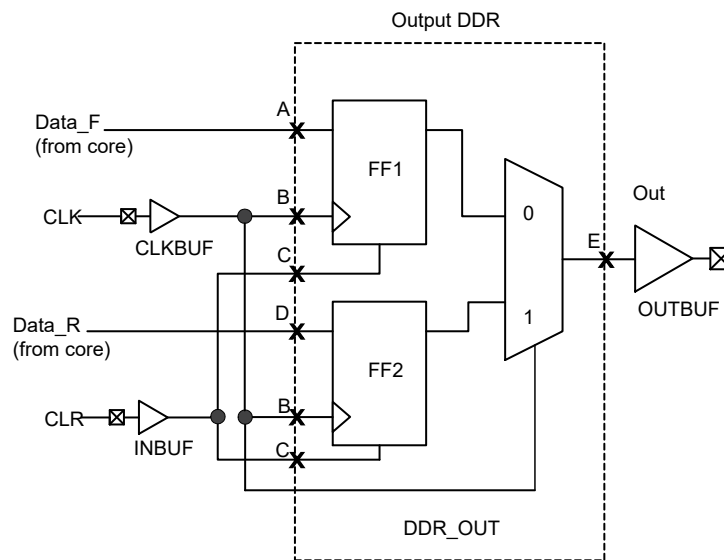 Output DDR
A
Data_F
(from core)
FF1
B
CLK
CLKBUF
C
0
Out
E
OUTBUF
D
Data_R
(from core)
1
FF2
B
CLR
INBUF
C
DDR_OUT